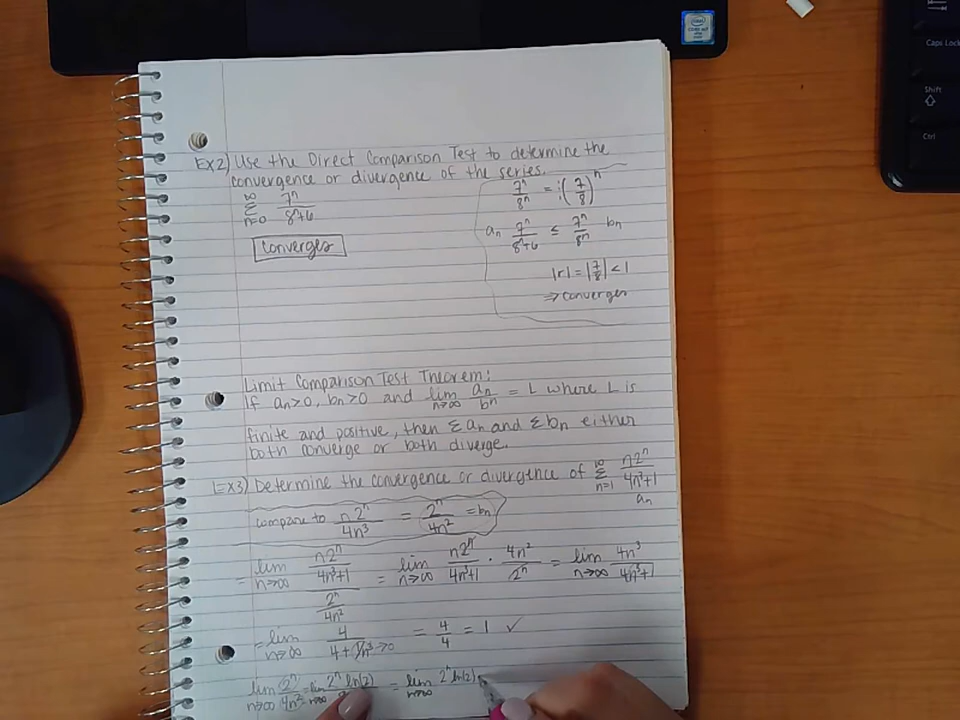 EX2) Use the Direct Comparison Test to determine the
convergence or divergence of the series.
∞ Σ n=0 7ⁿ / 8ⁿ+6
Converges
7ⁿ/8ⁿ = (7/8)ⁿ
aₙ 7ⁿ/8ⁿ+6 ≤ 7ⁿ/8ⁿ bₙ
|r| = |7/8| < 1
⇒ converges
Limit Comparison Test Theorem:
If aₙ>0, bₙ>0 and lim n→∞ aₙ/bₙ = L where L is
finite and positive, then Σaₙ and Σbₙ either
both converge or both diverge.
EX3) Determine the convergence or divergence of ∞ Σ n=1 n2ⁿ / 4n³+1
aₙ
compare to n2ⁿ/4n³ = 2ⁿ/4n² = bₙ
= lim n→∞ (n2ⁿ/4n³+1) / (2ⁿ/4n²) = lim n→∞ n2ⁿ/4n³+1 · 4n²/2ⁿ = lim n→∞ 4n³/4n³+1
= lim n→∞ 4 / 4+1/n³→0 = 4/4 = 1 ✓
lim n→∞ 2ⁿ/4n² = lim n→∞ 2ⁿ ln(2) = lim n→∞ 2ⁿ ln(2)
intel
Caps Lock
Shift
Ctrl